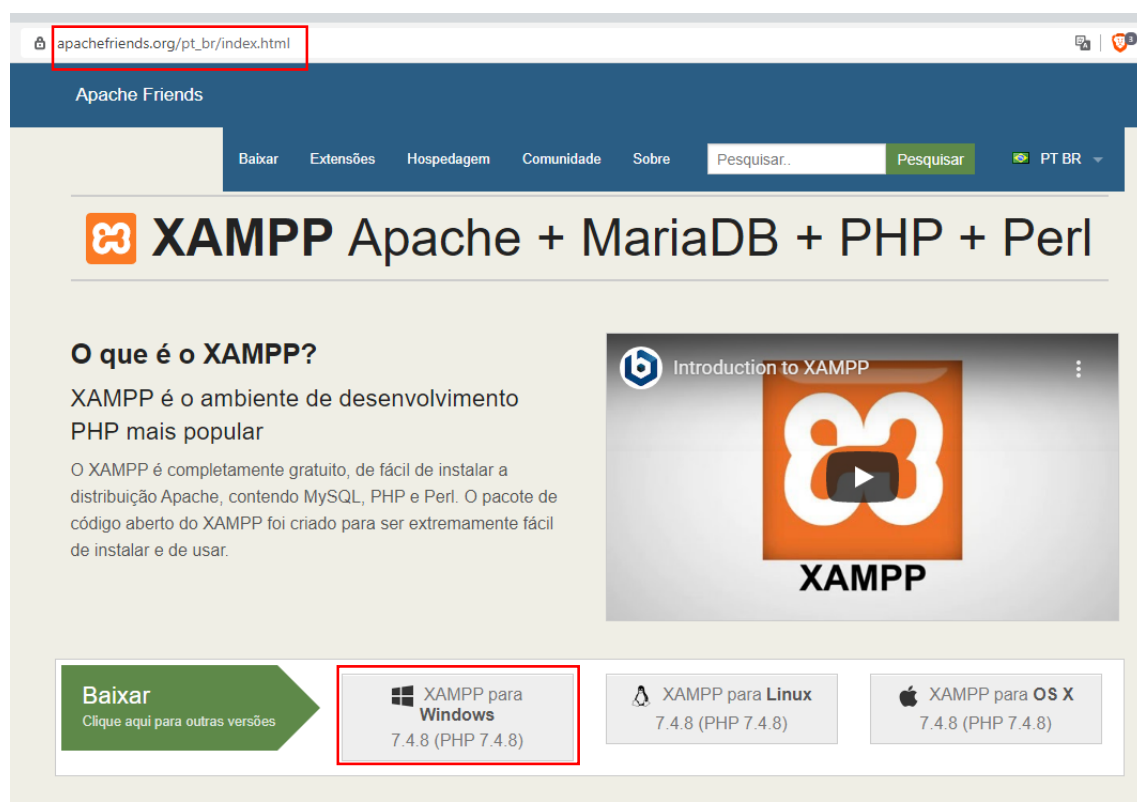 apachefriends.org/pt_br/index.html
3
Apache Friends
Baixar Extensões Hospedagem Comunidade Sobre Pesquisar.. Pesquisar PT BR
XAMPP Apache + MariaDB + PHP + Perl
O que é o XAMPP?
XAMPP é o ambiente de desenvolvimento
PHP mais popular
O XAMPP é completamente gratuito, de fácil de instalar a
distribuição Apache, contendo MySQL, PHP e Perl. O pacote de
código aberto do XAMPP foi criado para ser extremamente fácil
de instalar e de usar.
Introduction to XAMPP
XAMPP
Baixar
Clique aqui para outras versões
XAMPP para
Windows
7.4.8 (PHP 7.4.8)
XAMPP para Linux
7.4.8 (PHP 7.4.8)
XAMPP para OS X
7.4.8 (PHP 7.4.8)